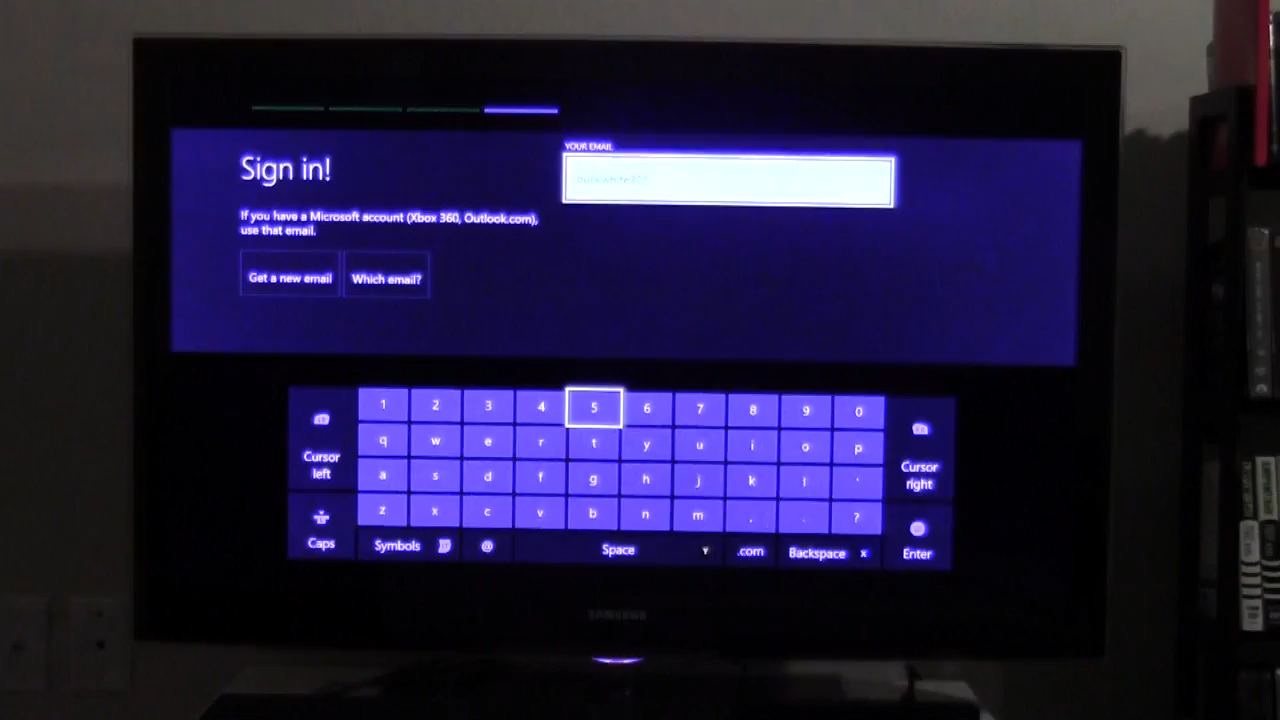 YOUR EMAIL
Sign in!
If you have a Microsoft account (Xbox 360, Outlook.com),
use that email.
Get a new email Which email?
1 2 3 4 5 6 7 8 9 0
q w e r t y u i o p
Cursor left
a s d f g h j k l '
Cursor right
z x c v b n m , . ?
Caps
Symbols @ Space Y .com Backspace X
Enter
SAMSUNG